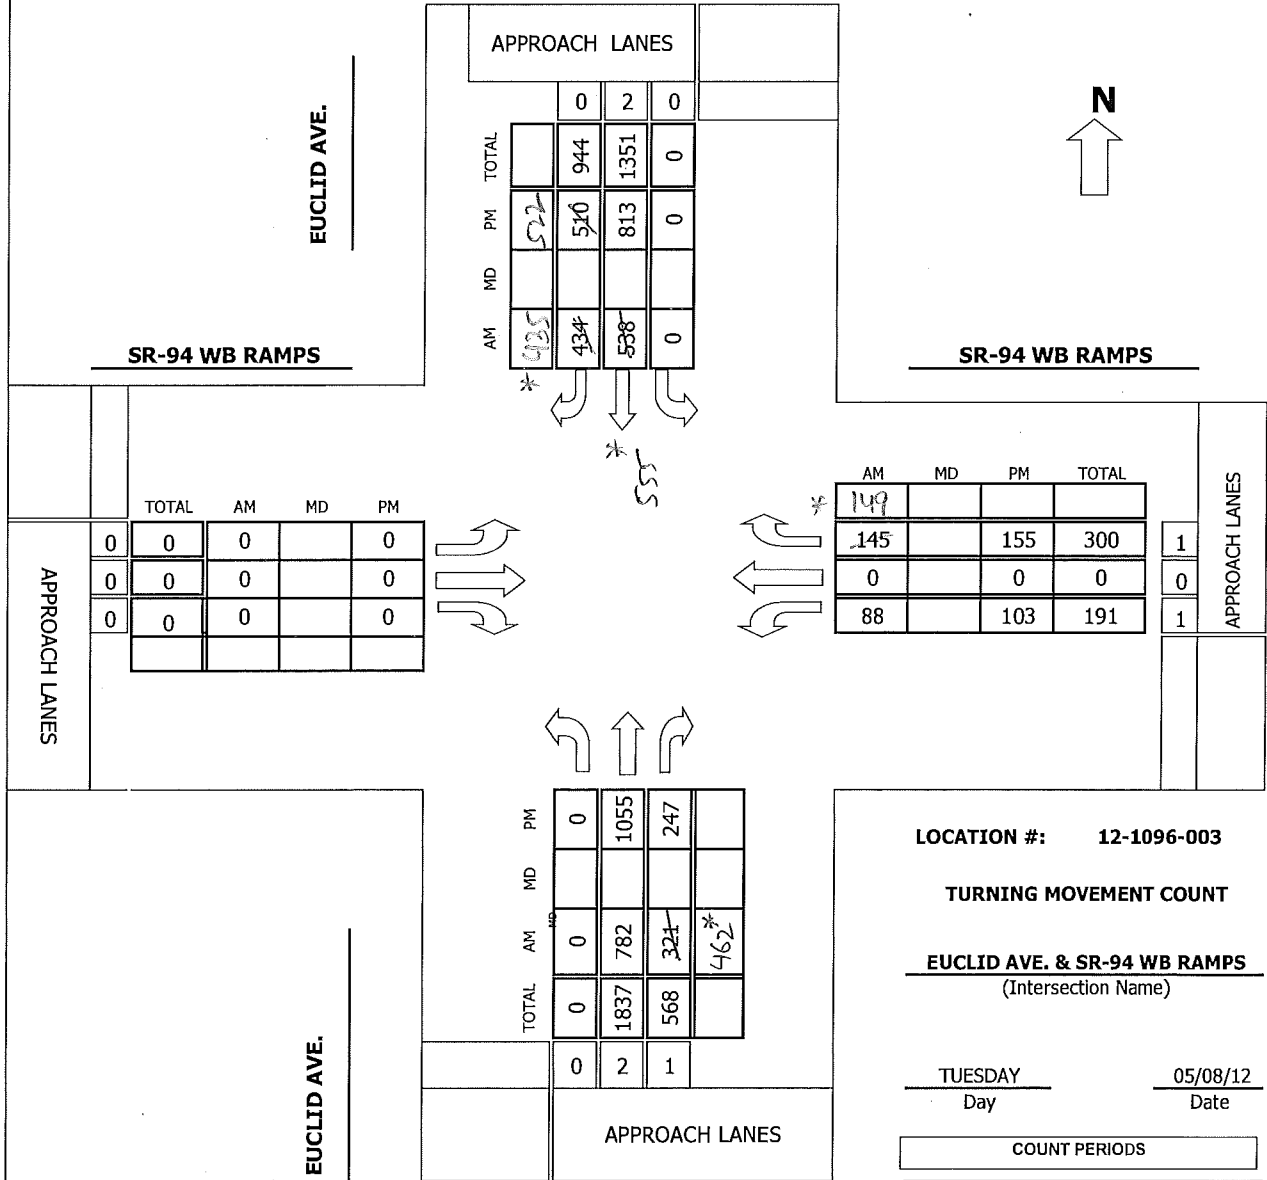 APPROACH LANES
0 2 0
EUCLID AVE.
N
TOTAL 944 1351 0
PM 522 510 813 0
MD
AM 435 434 538 0
*
SR-94 WB RAMPS
SR-94 WB RAMPS
* 555
TOTAL AM MD PM
0 0 0 0
0 0 0 0
0 0 0 0
APPROACH LANES
AM MD PM TOTAL
* 149
145 155 300 1
0 0 0 0
88 103 191 1
APPROACH LANES
PM 0 1055 247
MD
MD
AM 0 782 321 462*
TOTAL 0 1837 568
0 2 1
APPROACH LANES
EUCLID AVE.
LOCATION #: 12-1096-003
TURNING MOVEMENT COUNT
EUCLID AVE. & SR-94 WB RAMPS
(Intersection Name)
TUESDAY 05/08/12
Day Date
COUNT PERIODS